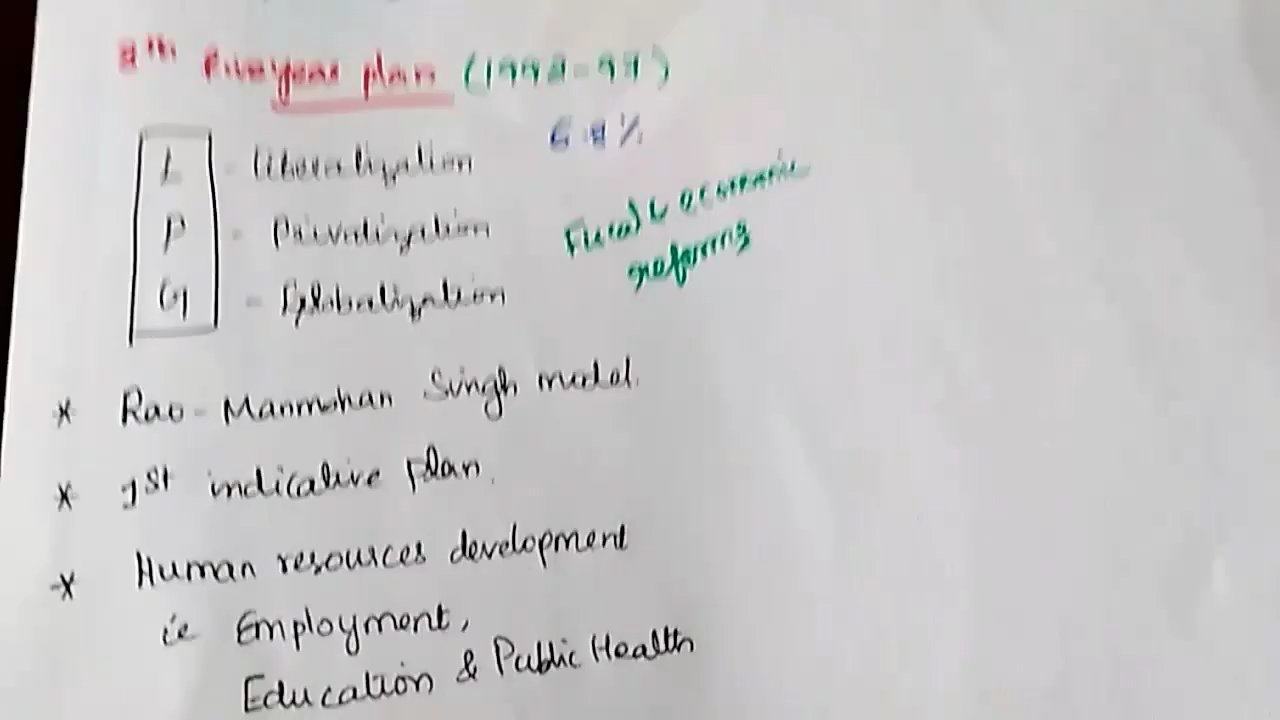 8th Five year plan (1992-97)
6.8%
L - Liberalization
P - Privatization
G - Globalization
Fiscal & economic
reforms
* Rao - Manmohan Singh model.
* 1st indicative plan.
* Human resources development
ie Employment,
Education & Public Health